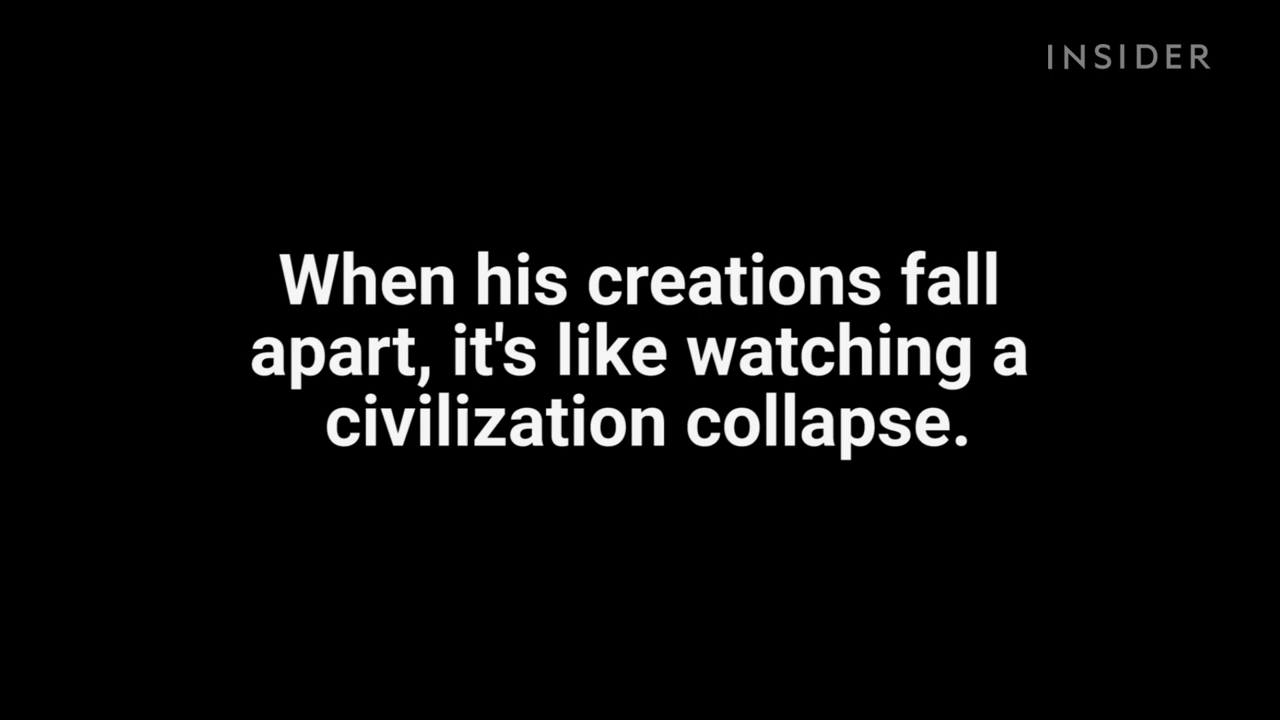 INSIDER
When his creations fall
apart, it's like watching a
civilization collapse.